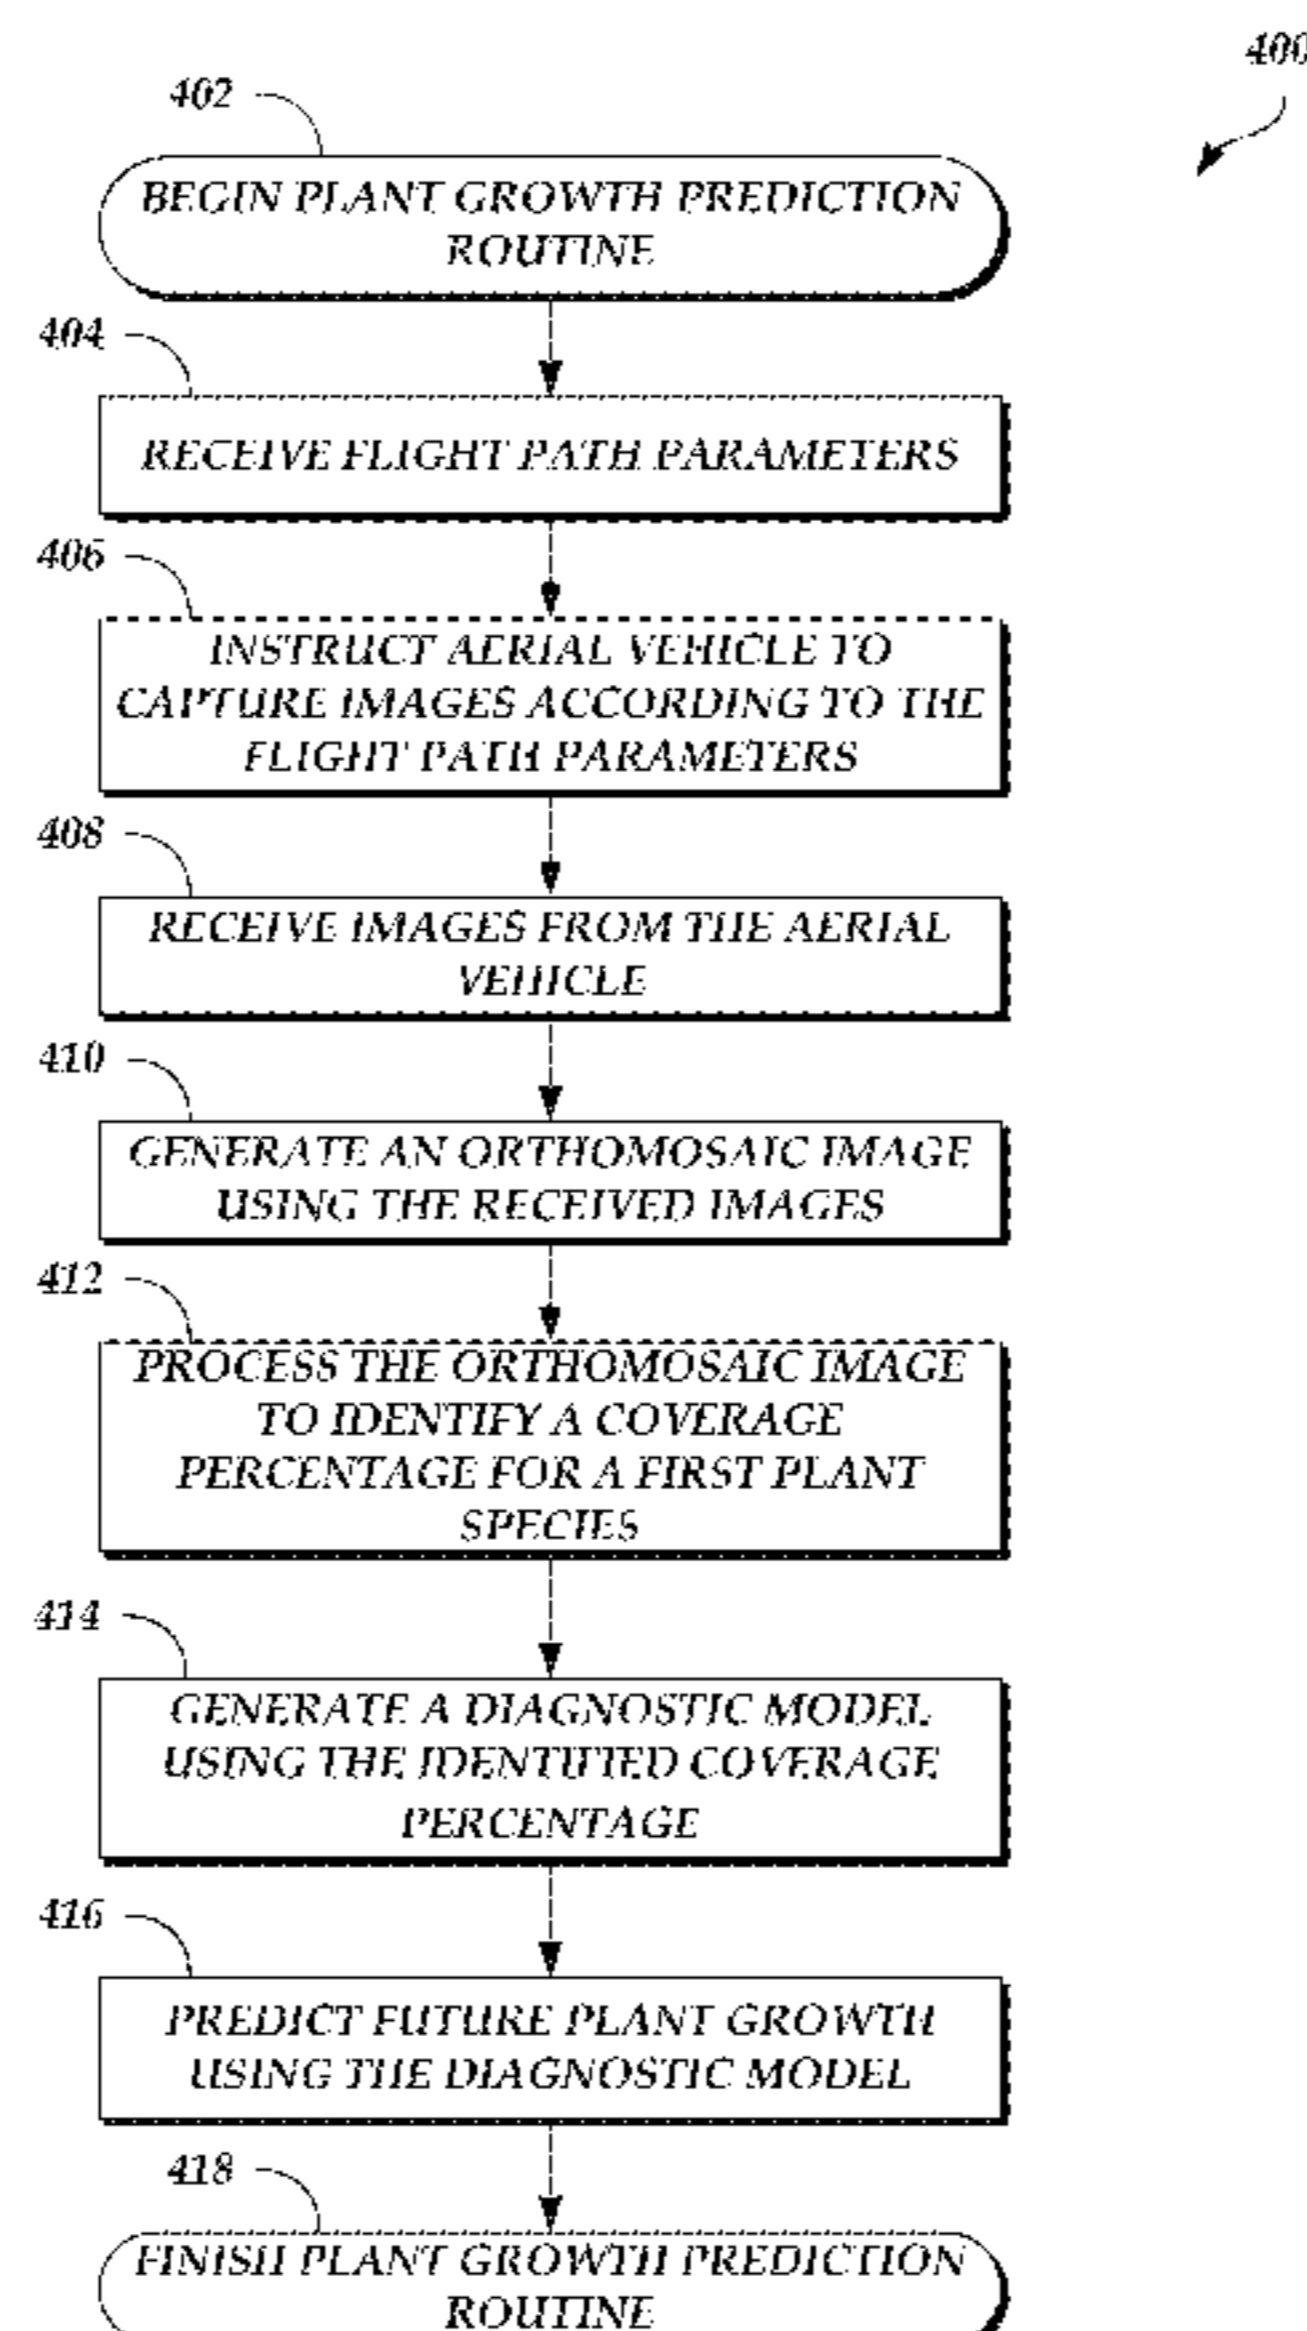 400
402
BEGIN PLANT GROWTH PREDICTION
ROUTINE
404
RECEIVE FLIGHT PATH PARAMETERS
406
INSTRUCT AERIAL VEHICLE TO
CAPTURE IMAGES ACCORDING TO THE
FLIGHT PATH PARAMETERS
408
RECEIVE IMAGES FROM THE AERIAL
VEHICLE
410
GENERATE AN ORTHOMOSAIC IMAGE
USING THE RECEIVED IMAGES
412
PROCESS THE ORTHOMOSAIC IMAGE
TO IDENTIFY A COVERAGE
PERCENTAGE FOR A FIRST PLANT
SPECIES
414
GENERATE A DIAGNOSTIC MODEL
USING THE IDENTIFIED COVERAGE
PERCENTAGE
416
PREDICT FUTURE PLANT GROWTH
USING THE DIAGNOSTIC MODEL
418
FINISH PLANT GROWTH PREDICTION
ROUTINE